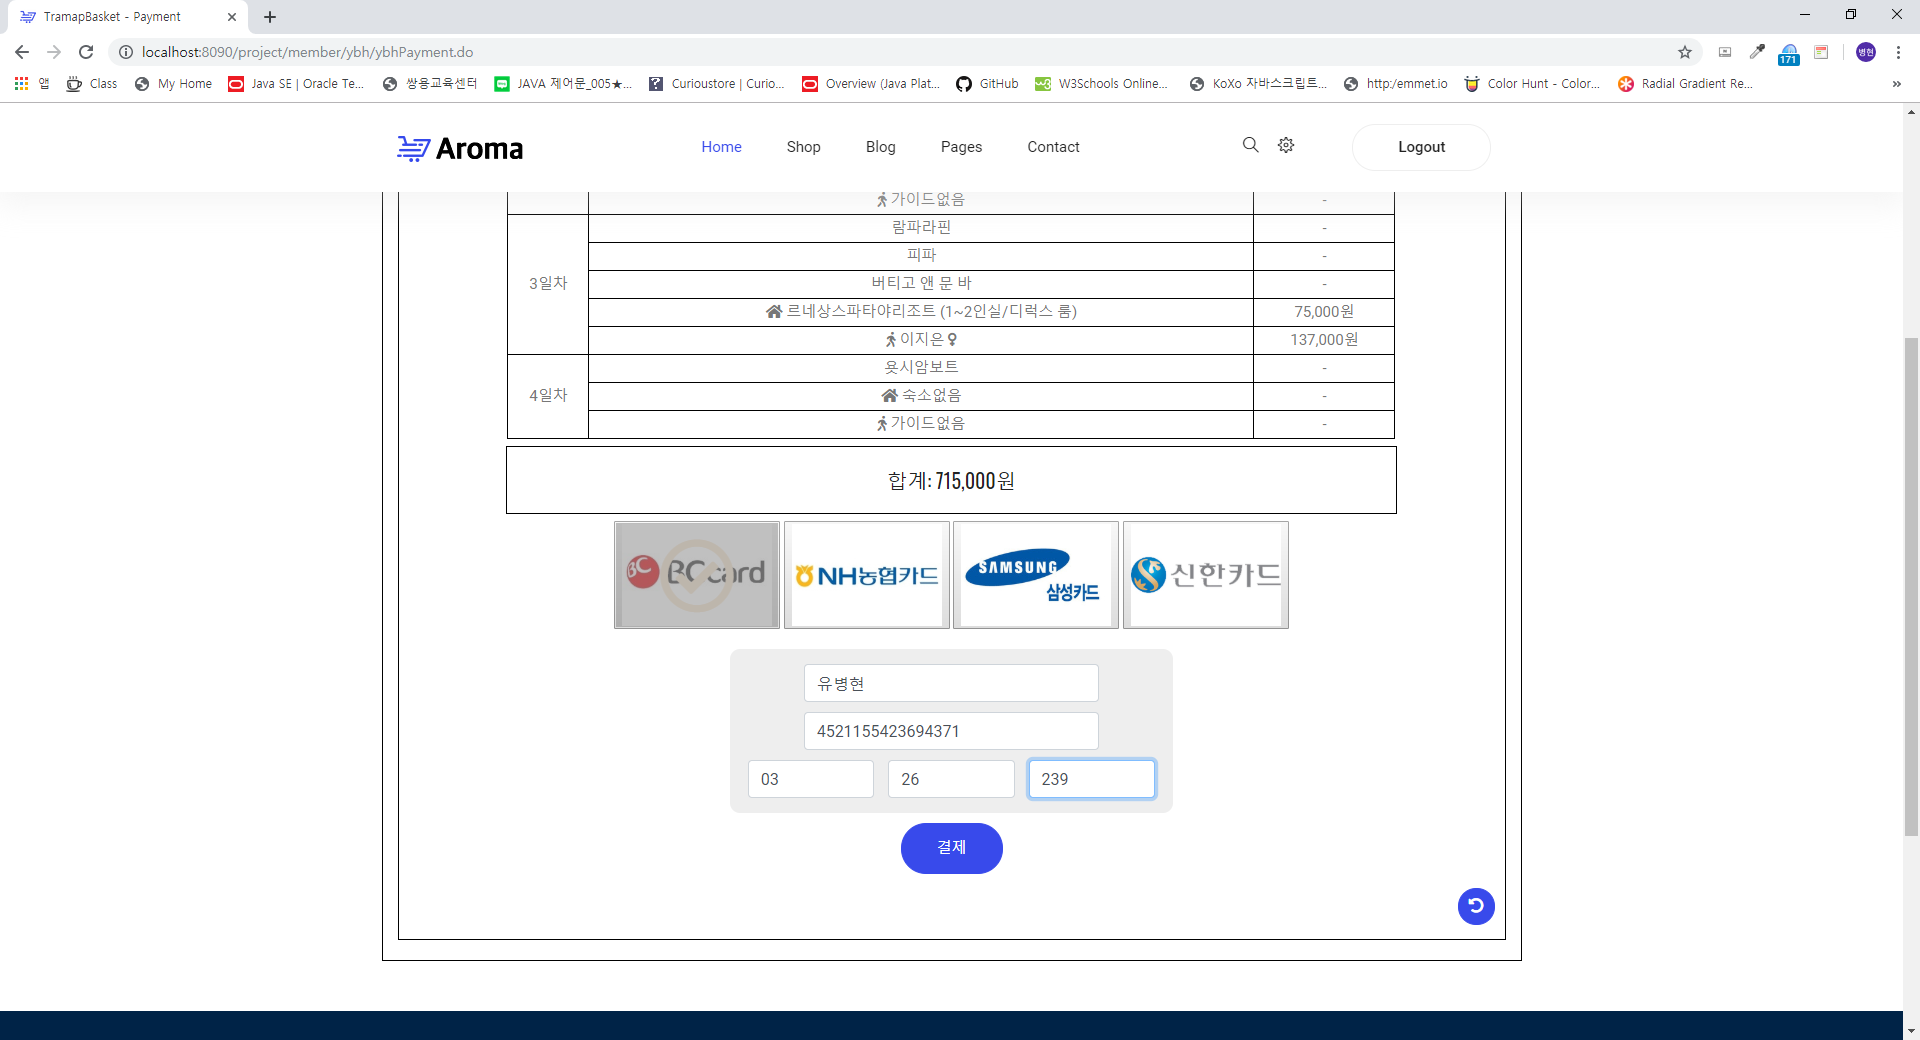 TramapBasket - Payment
localhost:8090/project/member/ybh/ybhPayment.do
병현
171
앱 Class My Home Java SE | Oracle Te... 쌍용교육센터 JAVA 제어문_005★... Curioustore | Curio... Overview (Java Plat... GitHub W3Schools Online... KoXo 자바스크립트... http:/emmet.io Color Hunt - Color... Radial Gradient Re... »
Aroma Home Shop Blog Pages Contact Logout
가이드없음 -
람파라핀 -
피파 -
3일차 버티고 앤 문 바 -
르네상스파타야리조트 (1~2인실/디럭스 룸) 75,000원
이지은 137,000원
욧시암보트 -
4일차 숙소없음 -
가이드없음 -
합계: 715,000원
BC BC card NH농협카드 SAMSUNG 삼성카드 신한카드
유병현
4521155423694371
03 26 239
결제